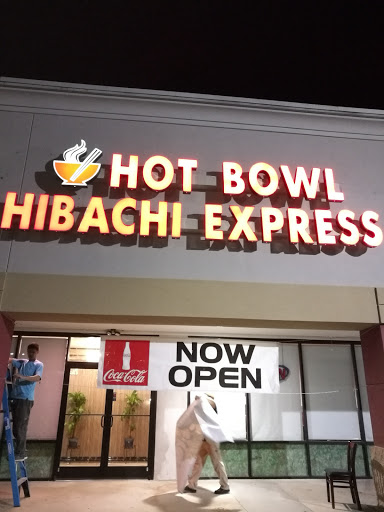 HOT BOWL
HIBACHI EXPRESS
NOW
OPEN
Coca-Cola